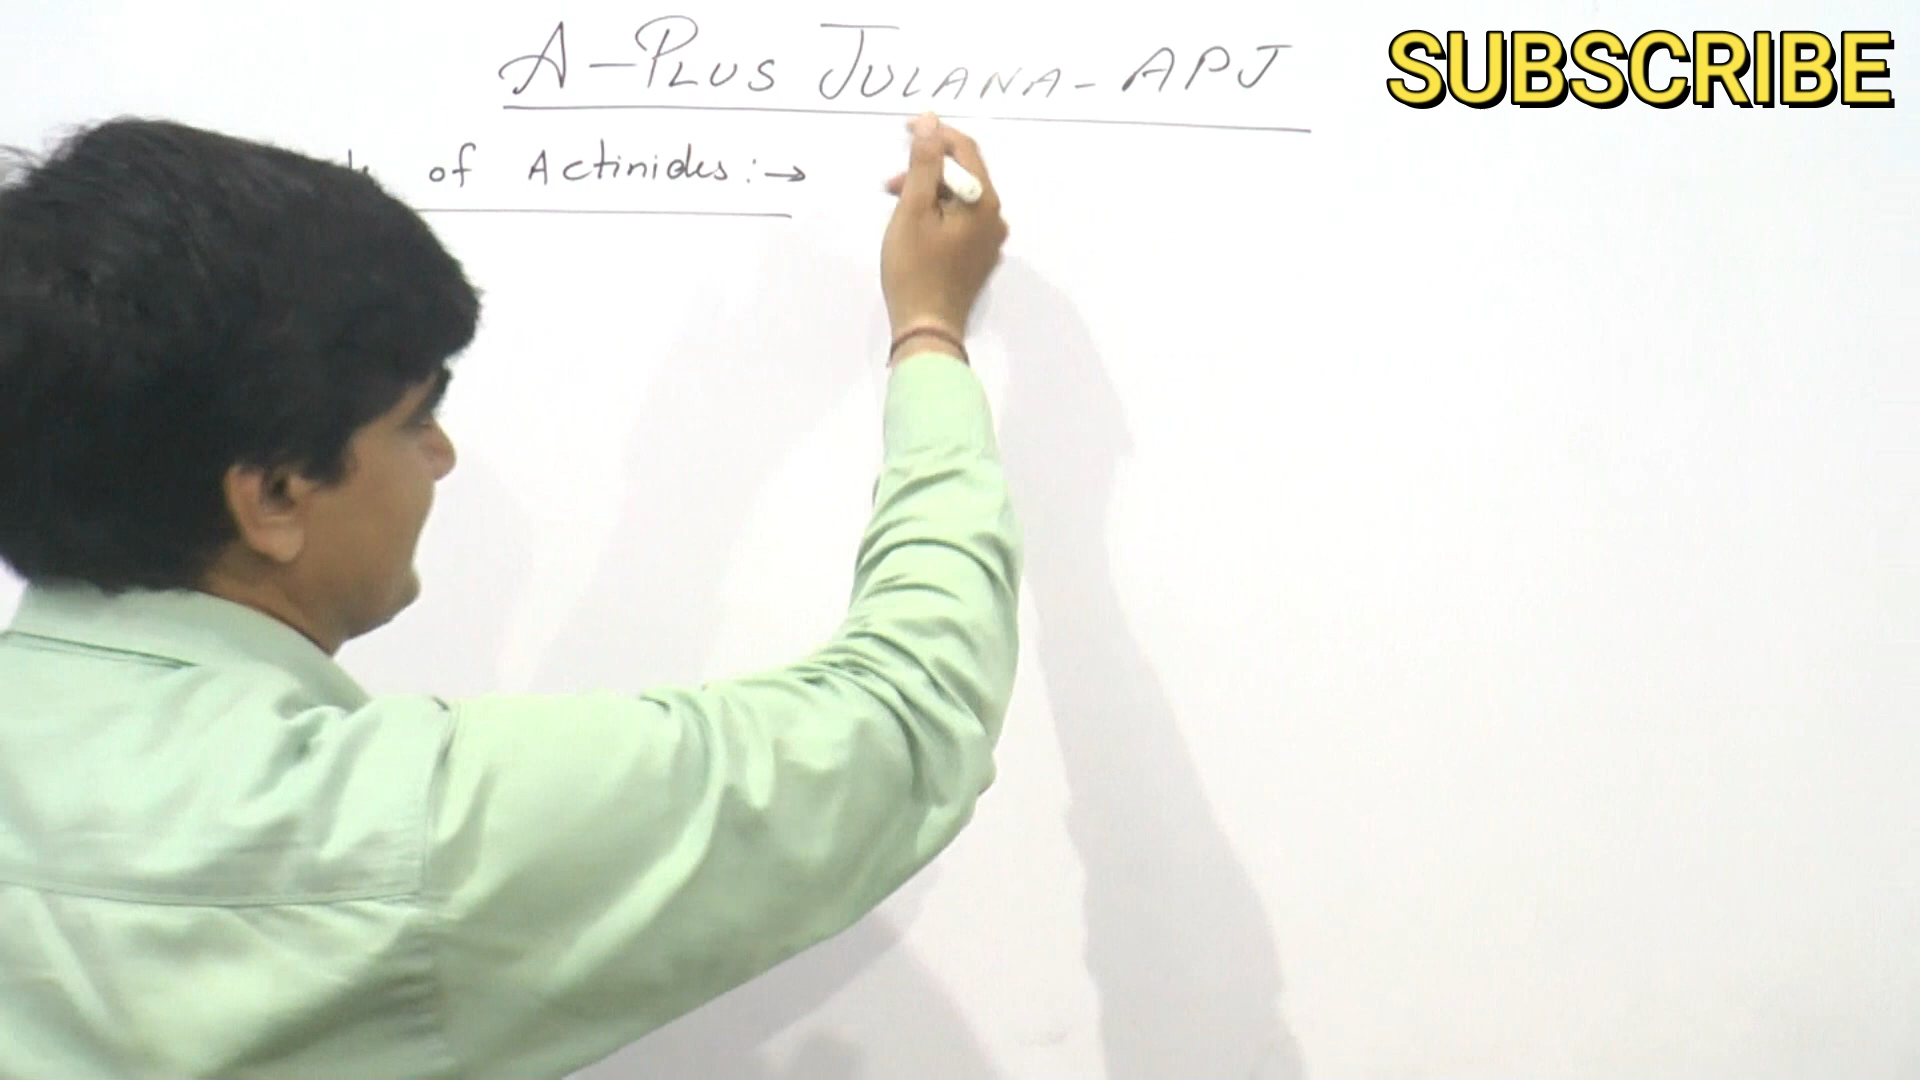 A-PLUS JULANA - APJ
SUBSCRIBE
of Actinides :→